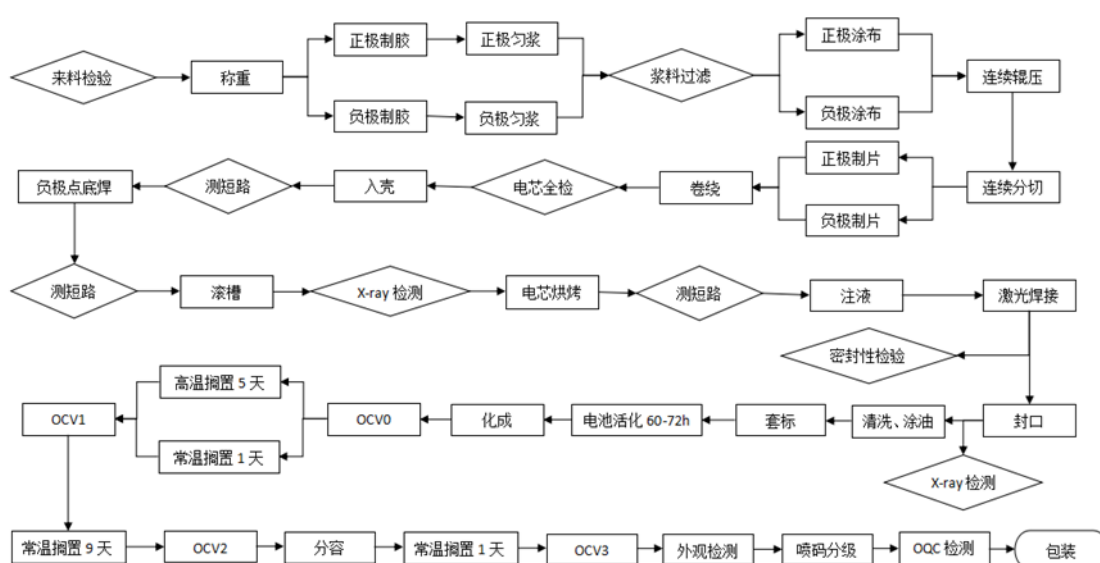 来料检验
称重
正极制胶
正极匀浆
负极制胶
负极匀浆
浆料过滤
正极涂布
负极涂布
连续辊压
连续分切
正极制片
负极制片
卷绕
电芯全检
入壳
测短路
负极点底焊
测短路
滚槽
X-ray 检测
电芯烘烤
测短路
注液
激光焊接
密封性检验
封口
X-ray 检测
清洗、涂油
套标
电池活化 60-72h
化成
OCV0
高温搁置 5 天
常温搁置 1 天
OCV1
常温搁置 9 天
OCV2
分容
常温搁置 1 天
OCV3
外观检测
喷码分级
OQC 检测
包装